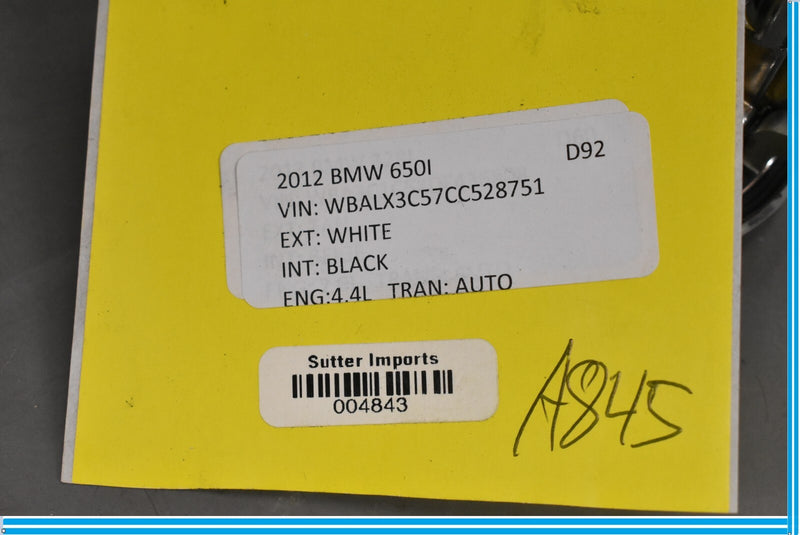 2012 BMW 650I D92
VIN: WBALX3C57CC528751
EXT: WHITE
INT: BLACK
ENG:4.4L TRAN: AUTO
Sutter Imports
004843
A845